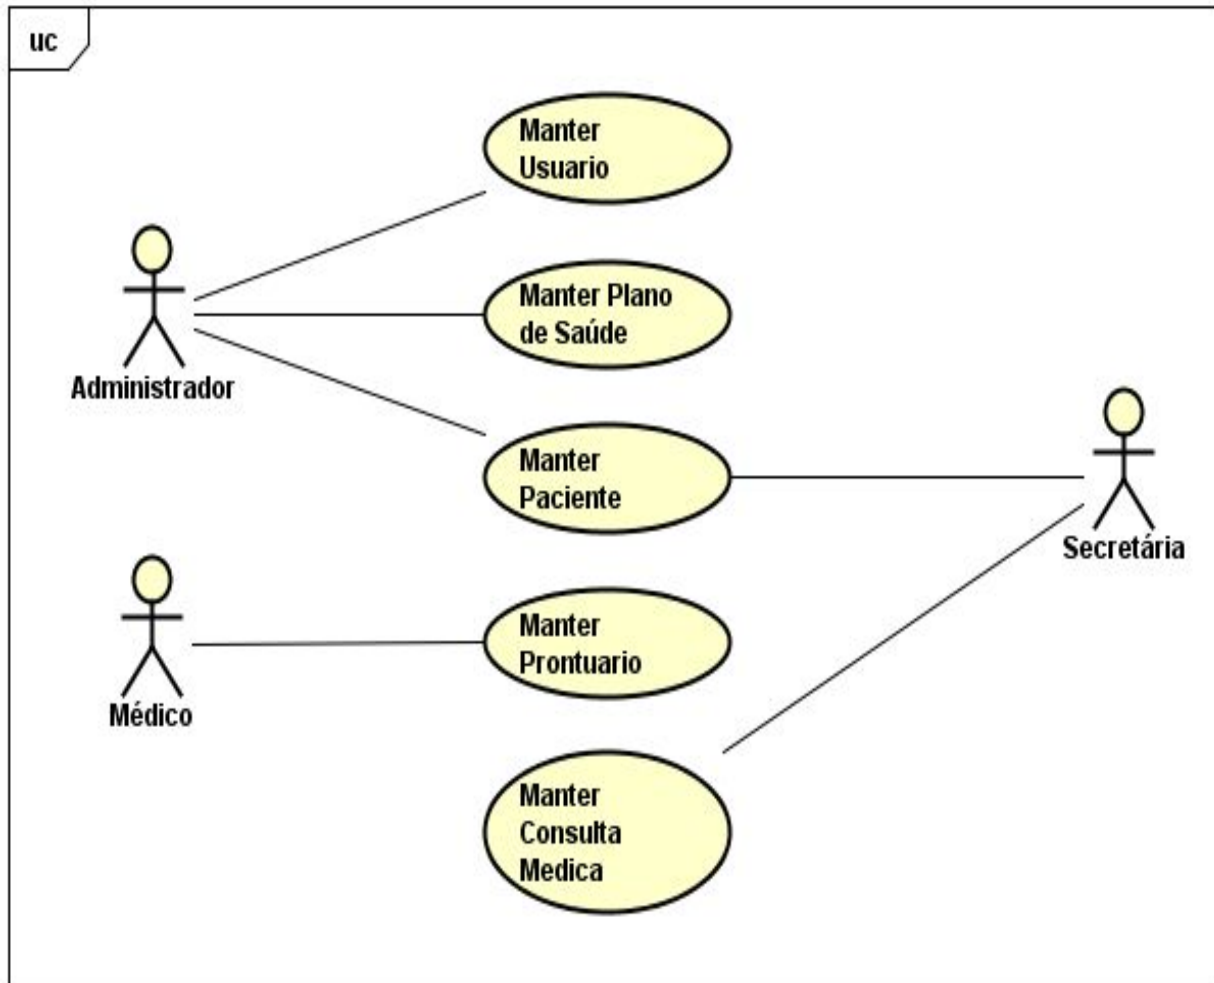 uc
Manter
Usuario
Manter Plano
de Saúde
Administrador
Manter
Paciente
Secretária
Manter
Prontuario
Médico
Manter
Consulta
Medica